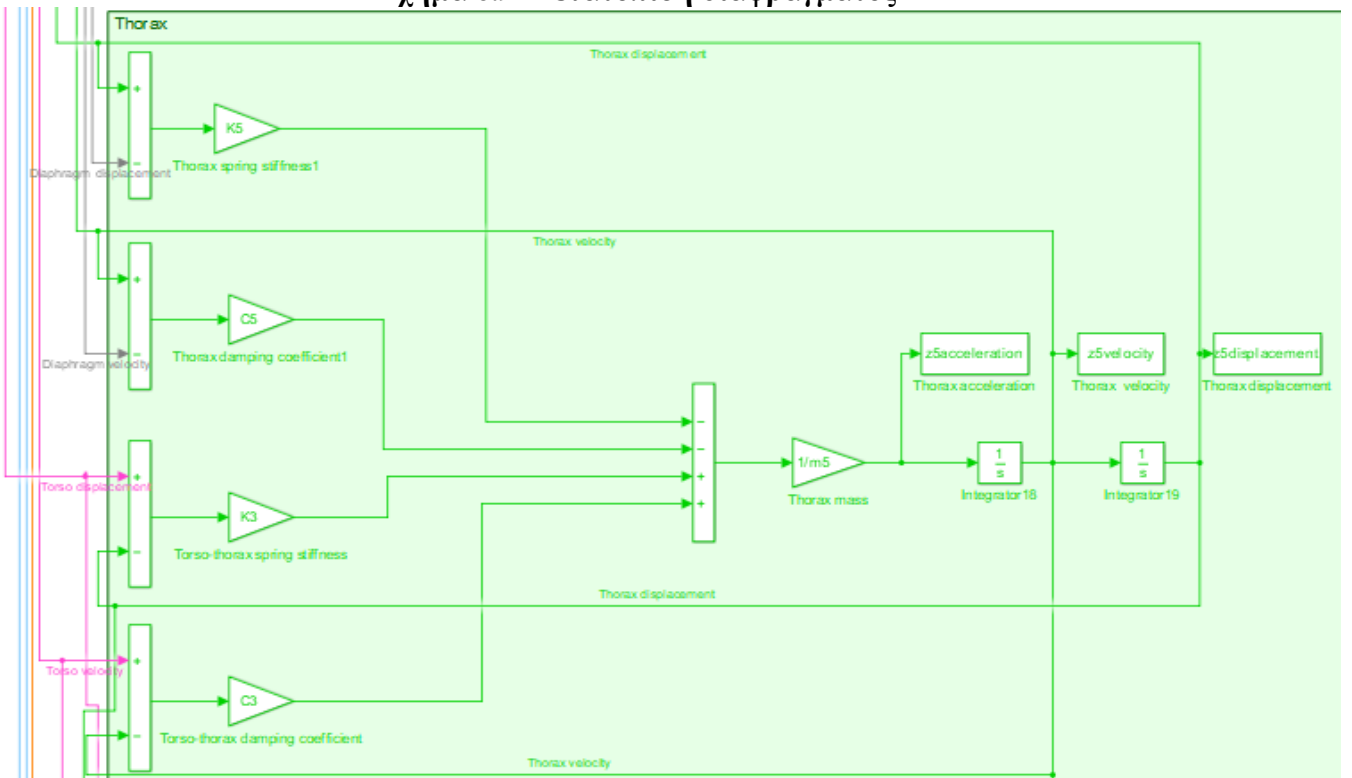 Thorax
Thorax displacement
+
K5
−
Diaphragm displacement
Thorax spring stiffness1
Thorax velocity
+
C5
−
Diaphragm velocity
Thorax damping coefficient1
z5acceleration
z5velocity
z5displacement
Thorax acceleration
Thorax velocity
Thorax displacement
−
−
+
+
1/m5
Thorax mass
1
s
Integrator18
1
s
Integrator19
+
Torso displacement
K3
−
Torso-thorax spring stiffness
Thorax displacement
+
Torso velocity
C3
−
Torso-thorax damping coefficient
Thorax velocity